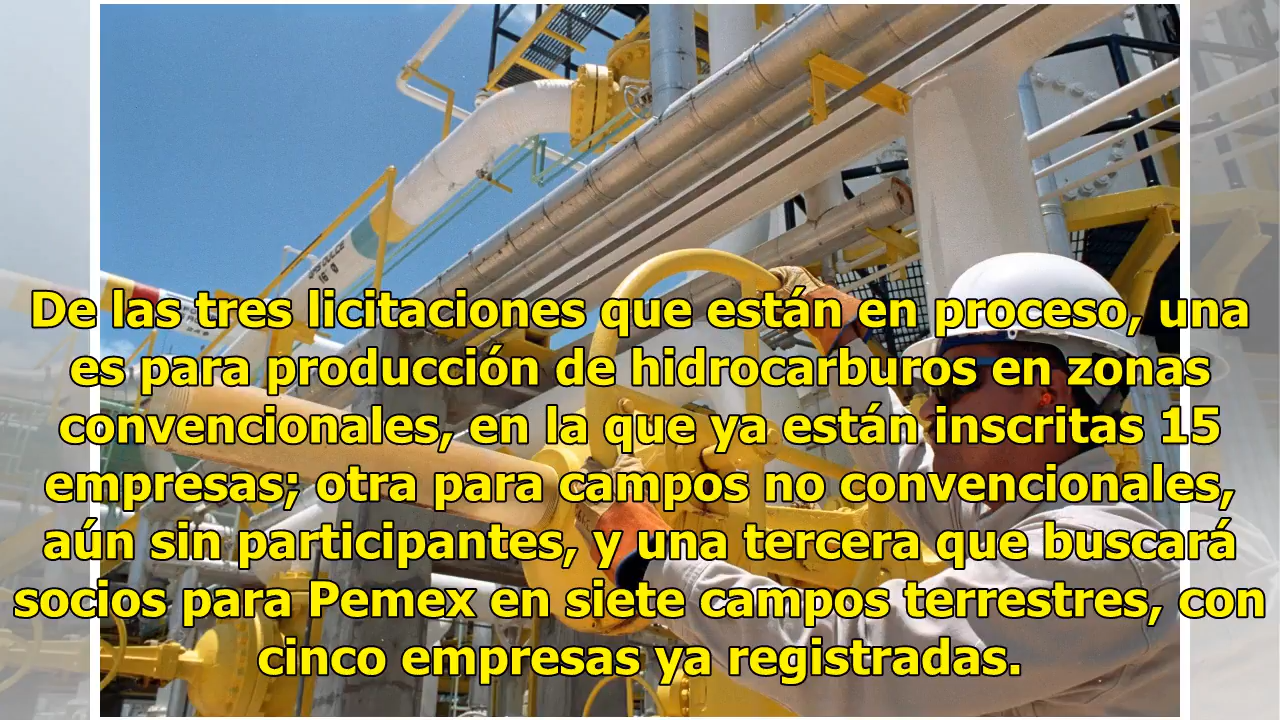 De las tres licitaciones que están en proceso, una
es para producción de hidrocarburos en zonas
convencionales, en la que ya están inscritas 15
empresas; otra para campos no convencionales,
aún sin participantes, y una tercera que buscará
socios para Pemex en siete campos terrestres, con
cinco empresas ya registradas.